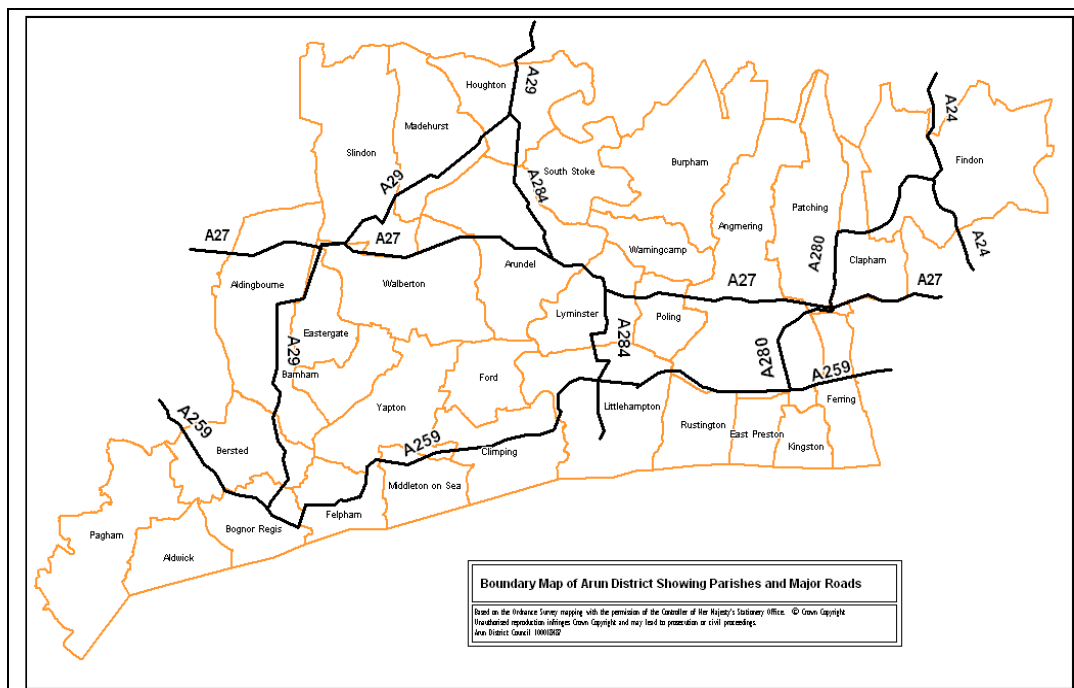 A29
A24
Houghton
Madehurst
Slindon
South Stoke
Burpham
Findon
A29
A284
Patching
Angmering
A27
A27
Warningcamp
A280
Clapham
A24
Arundel
Aldingbourne
Walberton
A27
A27
Lyminster
Poling
Eastergate
A29
A284
A280
Barnham
Ford
A259
Yapton
Littlehampton
Ferring
Rustington
East Preston
Kingston
A259
A259
Bersted
Climping
Middleton on Sea
Felpham
Bognor Regis
Pagham
Aldwick
Boundary Map of Arun District Showing Parishes and Major Roads
Based on the Ordnance Survey mapping with the permission of the Controller of Her Majesty's Stationery Office. © Crown Copyright
Unauthorised reproduction infringes Crown Copyright and may lead to prosecution or civil proceedings.
Arun District Council